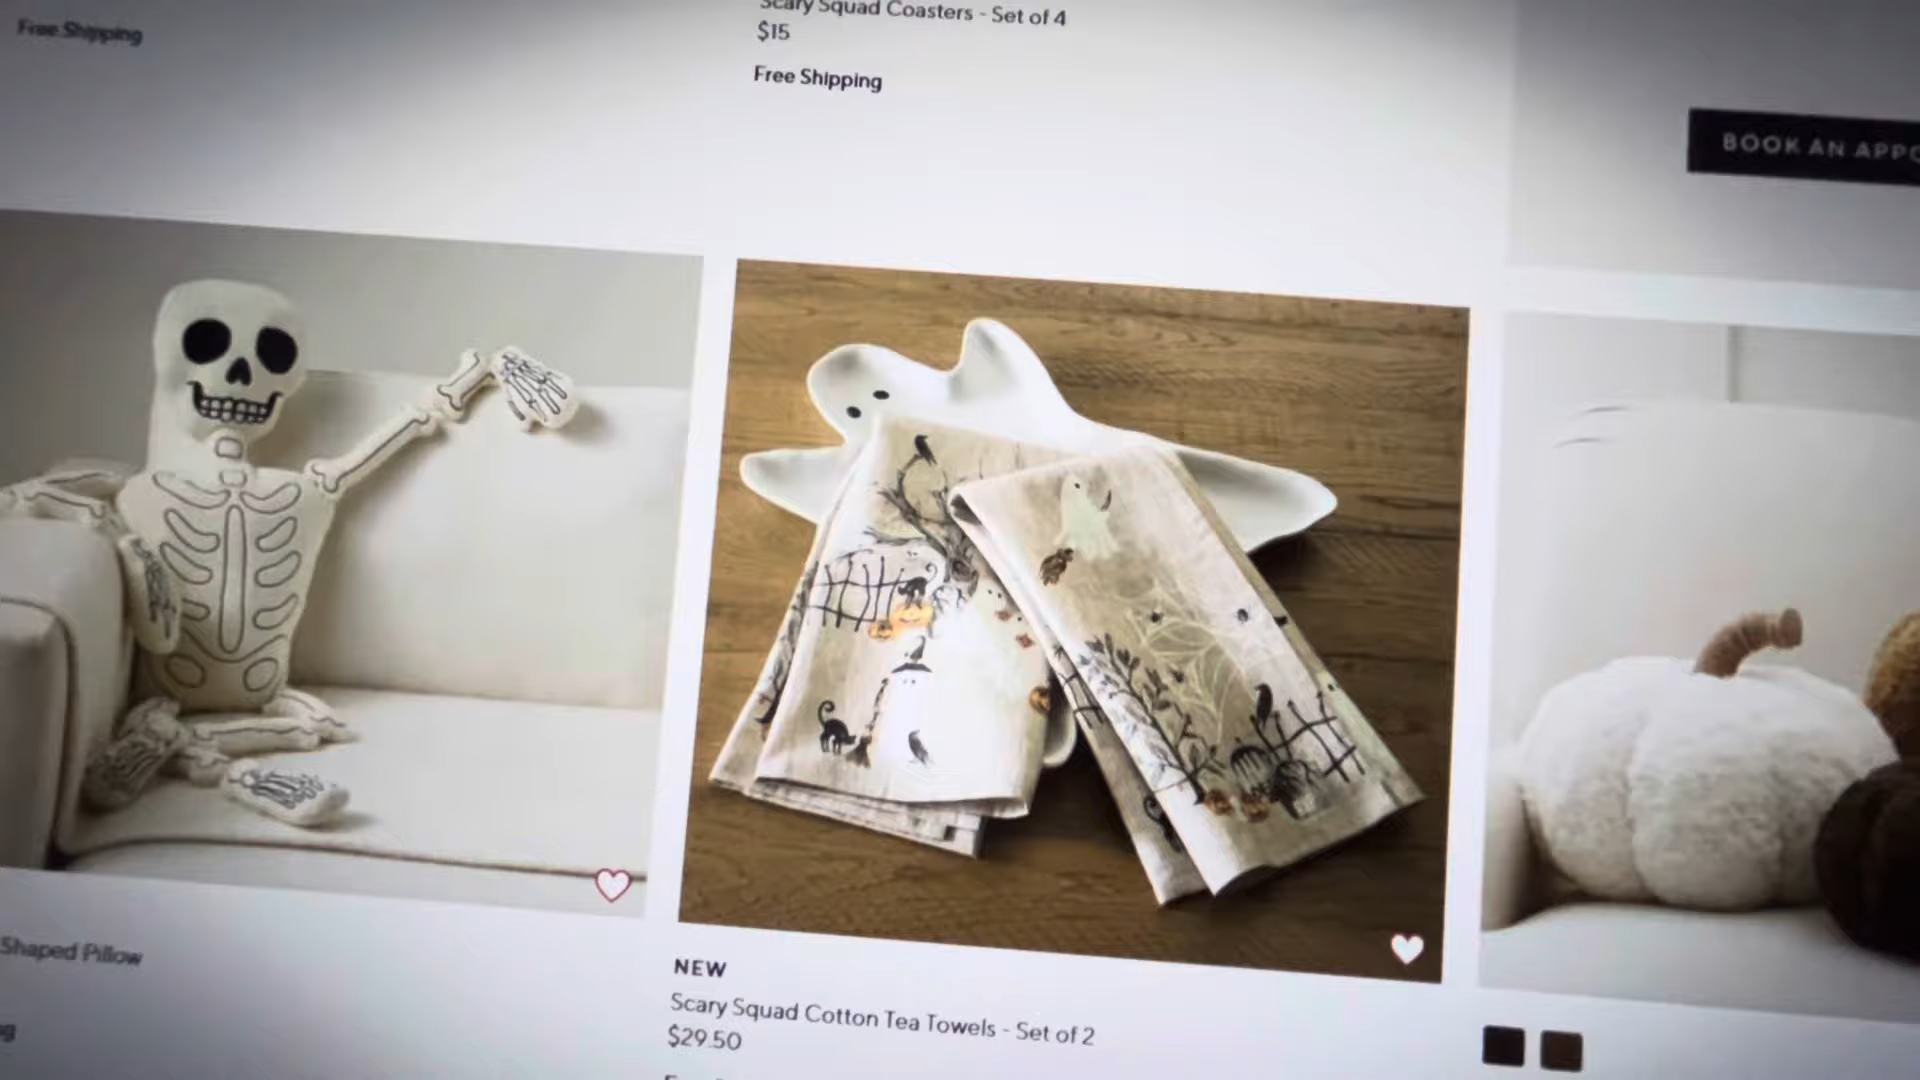 Free Shipping
Scary Squad Coasters - Set of 4
$15
Free Shipping
BOOK AN
Shaped Pillow
NEW
Scary Squad Cotton Tea Towels - Set of 2
$29.50